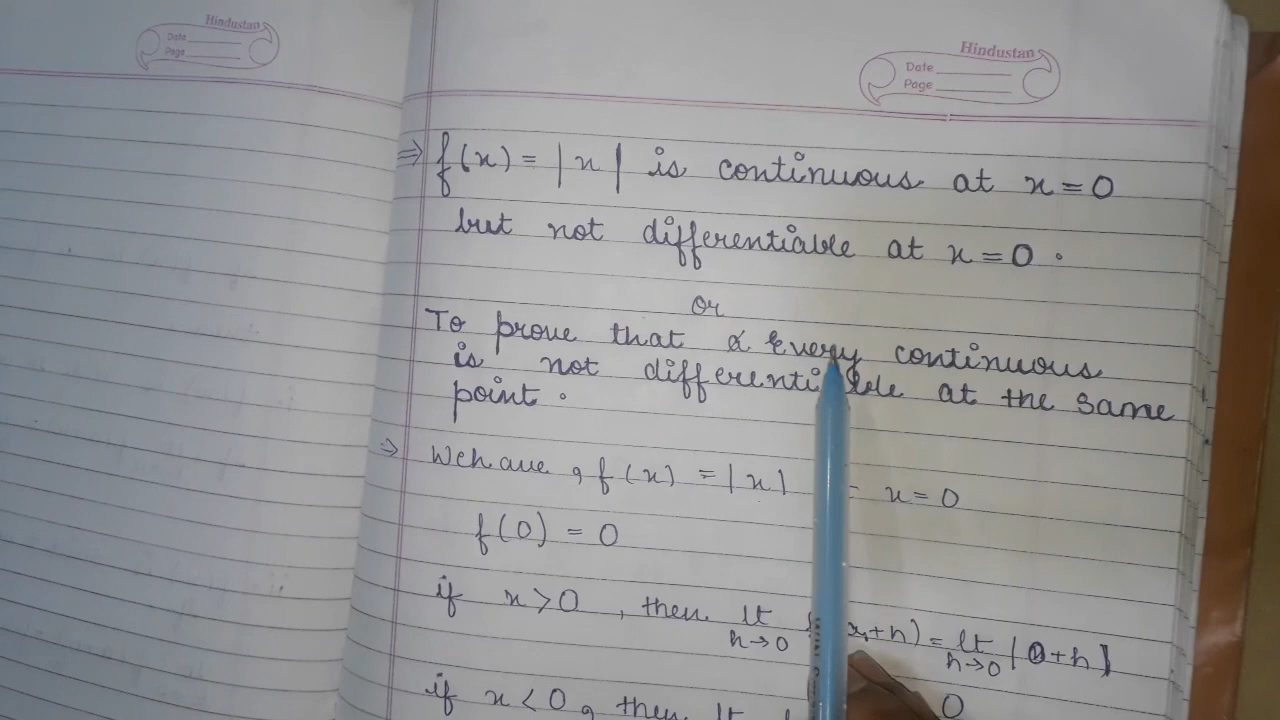 Hindustan
Date
Page
Hindustan
Date
Page
⇒ f(x) = |x| is continuous at x = 0
but not differentiable at x = 0 .
Or
To prove that α Every continuous
is not differenti ble at the same
point .
⇒ We have , f(x) = |x| = x = 0
f(0) = 0
if x > 0 , then lt x+h) = lt |0+h|
h→0 h→0
if x < 0 , then lt 0